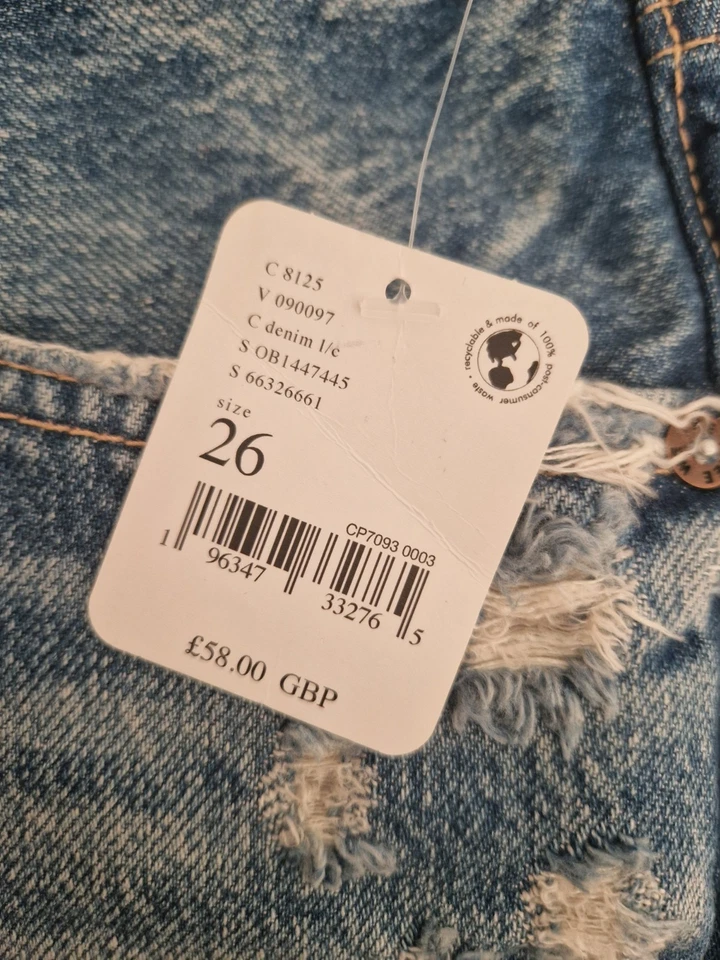 C 8125
V 090097
C denim l/e
S OB1447445
S 66326661
size
26
recyclable & made of 100% post-consumer waste •
CP7093 0003
1 96347 33276 5
£58.00 GBP